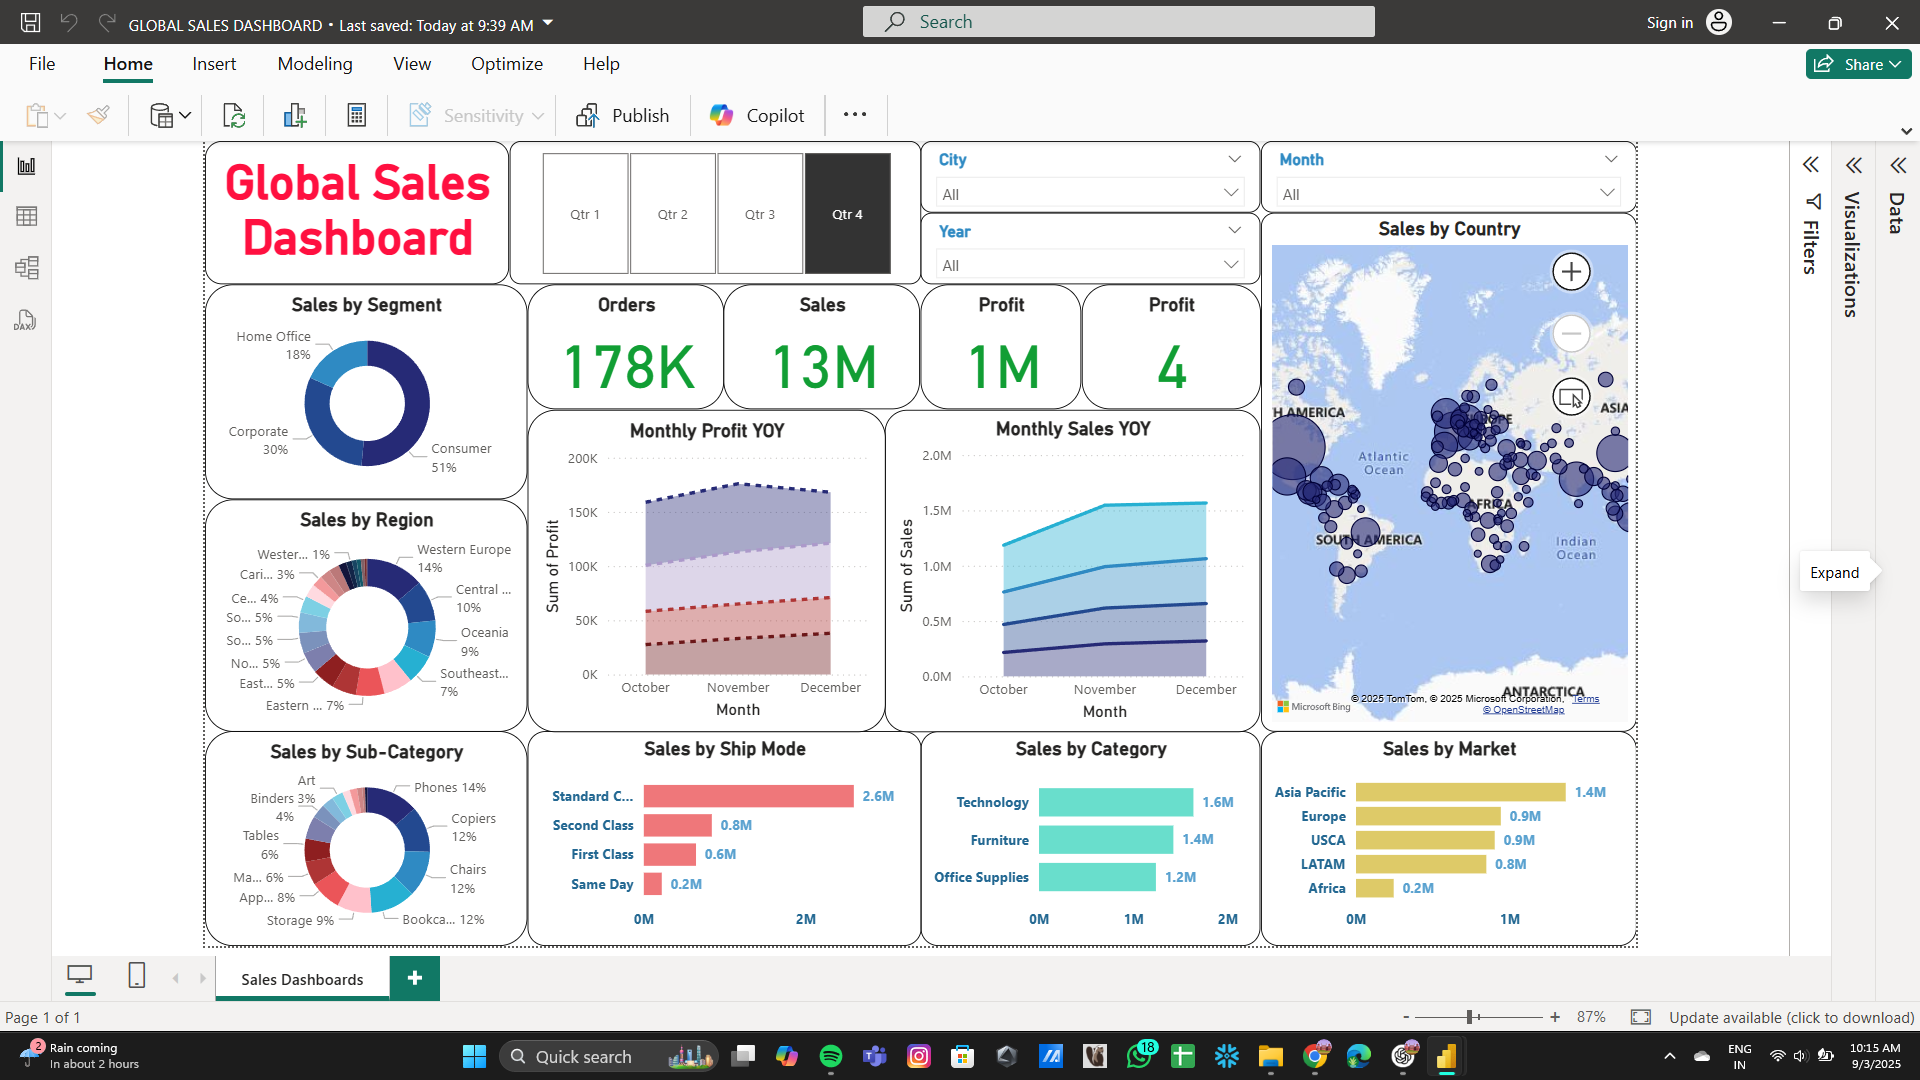 GLOBAL SALES DASHBOARD • Last saved: Today at 9:39 AM
Search
Sign in
File
Home
Insert
Modeling
View
Optimize
Help
Share
Sensitivity
Publish
Copilot
Global Sales
Dashboard
Qtr 1
Qtr 2
Qtr 3
Qtr 4
City
All
Year
All
Month
All
Filters
Visualizations
Data
Sales by Segment
Home Office
18%
Corporate
30%
Consumer
51%
Orders
178K
Sales
13M
Profit
1M
Profit
4
Sales by Country
H AMERICA
EUROPE
ASIA
Atlantic
Ocean
AFRICA
SOUTH AMERICA
Indian
Ocean
ANTARCTICA
Microsoft Bing
© 2025 TomTom, © 2025 Microsoft Corporation, Terms
© OpenStreetMap
Expand
Sales by Region
Wester... 1%
Cari... 3%
Ce... 4%
So... 5%
So... 5%
No... 5%
East... 5%
Eastern ... 7%
Western Europe
14%
Central ...
10%
Oceania
9%
Southeast...
7%
Monthly Profit YOY
Sum of Profit
200K
150K
100K
50K
0K
October
November
December
Month
Monthly Sales YOY
Sum of Sales
2.0M
1.5M
1.0M
0.5M
0.0M
October
November
December
Month
Sales by Sub-Category
Art
3%
Binders
4%
Tables
6%
Ma... 6%
App... 8%
Storage 9%
Phones 14%
Copiers
12%
Chairs
12%
Bookca... 12%
Sales by Ship Mode
Standard C...
2.6M
Second Class
0.8M
First Class
0.6M
Same Day
0.2M
0M
2M
Sales by Category
Technology
1.6M
Furniture
1.4M
Office Supplies
1.2M
0M
1M
2M
Sales by Market
Asia Pacific
1.4M
Europe
0.9M
USCA
0.9M
LATAM
0.8M
Africa
0.2M
0M
1M
Sales Dashboards
Page 1 of 1
87%
Update available (click to download)
2
Rain coming
In about 2 hours
Quick search
18
ENG
IN
10:15 AM
9/3/2025
DAX